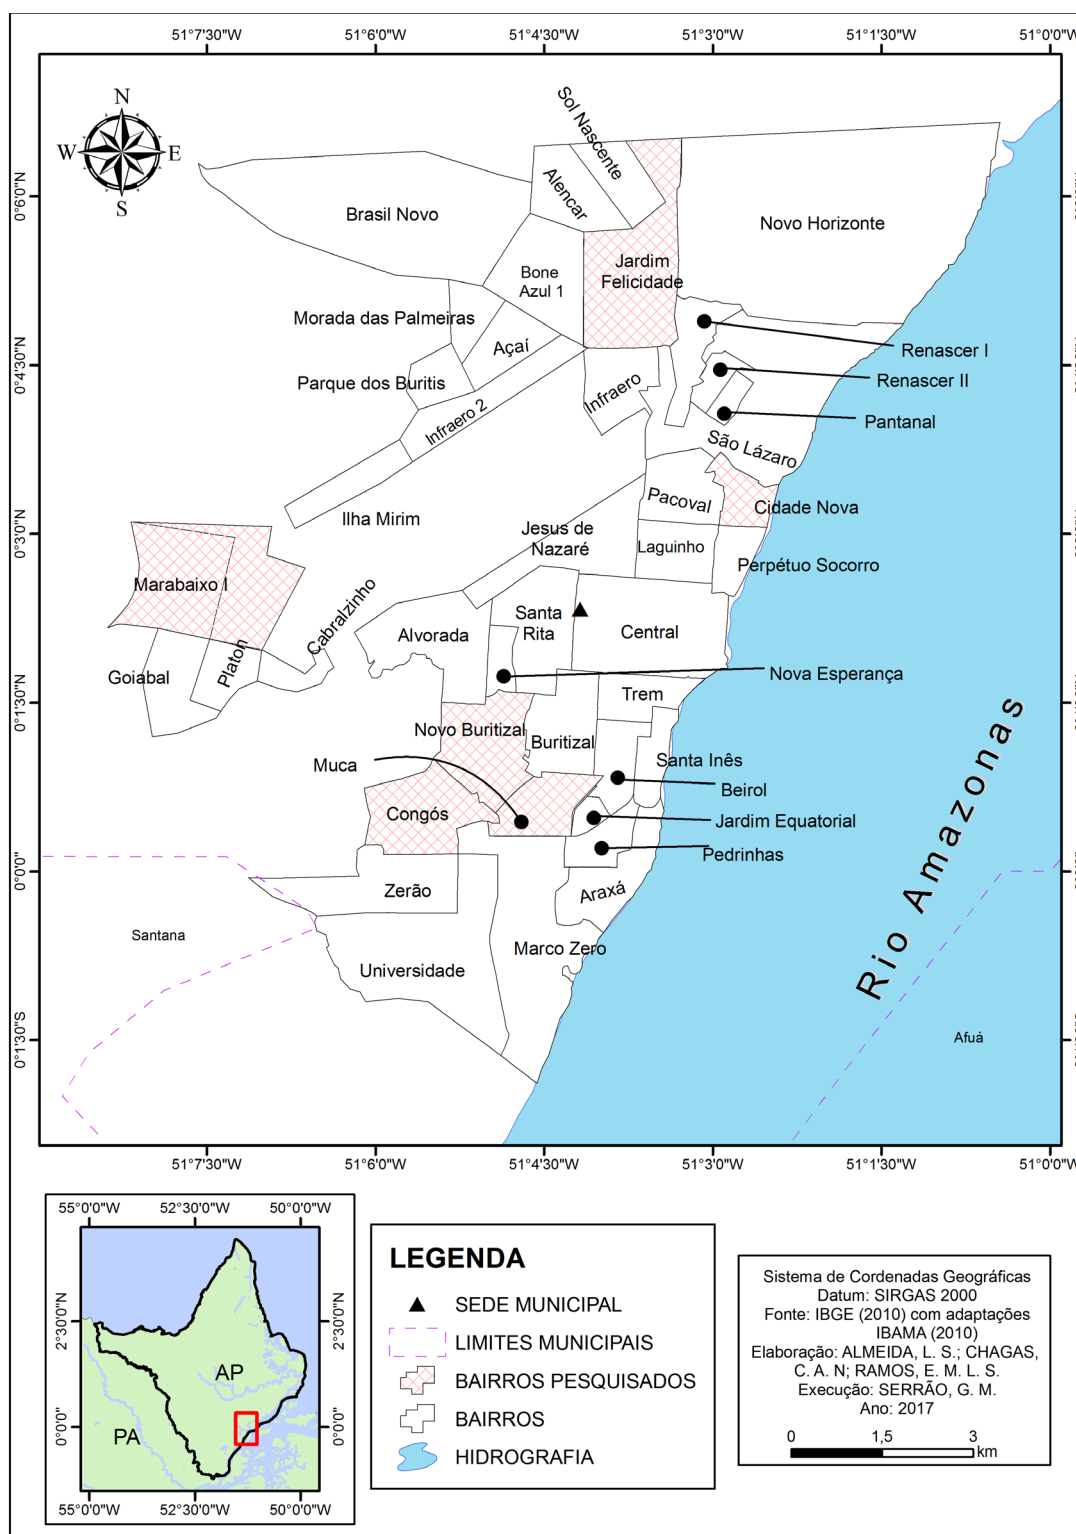 51°7'30"W
51°6'0"W
51°4'30"W
51°3'0"W
51°1'30"W
51°0'0"W
N
W
E
S
0°6'0"N
0°4'30"N
0°3'0"N
0°1'30"N
0°0'0"
0°1'30"S
Sol Nascente
Alencar
Brasil Novo
Novo Horizonte
Jardim
Felicidade
Bone
Azul 1
Morada das Palmeiras
Açaí
Renascer I
Parque dos Buritis
Infraero
Renascer II
Infraero 2
Pantanal
São Lázaro
Pacoval
Cidade Nova
Ilha Mirim
Jesus de
Nazaré
Laguinho
Perpétuo Socorro
Marabaixo I
Cabralzinho
Santa
Rita
Central
Alvorada
Platon
Goiabal
Nova Esperança
Trem
Novo Buritizal
Buritizal
Muca
Santa Inês
Beirol
Congós
Jardim Equatorial
Pedrinhas
Zerão
Araxá
Santana
Marco Zero
Universidade
Rio Amazonas
Afuá
51°7'30"W
51°6'0"W
51°4'30"W
51°3'0"W
51°1'30"W
51°0'0"W
55°0'0"W
52°30'0"W
50°0'0"W
2°30'0"N
0°0'0"
AP
PA
2°30'0"N
0°0'0"
55°0'0"W
52°30'0"W
50°0'0"W
LEGENDA
SEDE MUNICIPAL
LIMITES MUNICIPAIS
BAIRROS PESQUISADOS
BAIRROS
HIDROGRAFIA
Sistema de Cordenadas Geográficas
Datum: SIRGAS 2000
Fonte: IBGE (2010) com adaptações
IBAMA (2010)
Elaboração: ALMEIDA, L. S.; CHAGAS,
C. A. N; RAMOS, E. M. L. S.
Execução: SERRÃO, G. M.
Ano: 2017
0 1,5 3
km